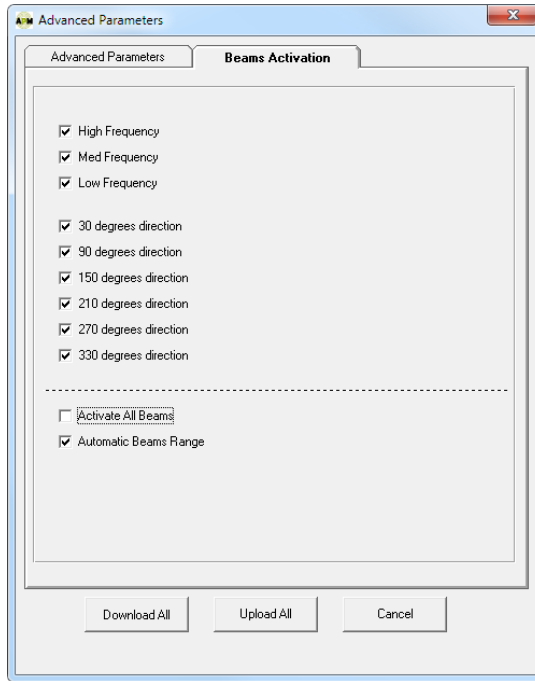 APM Advanced Parameters
Advanced Parameters Beams Activation
High Frequency
Med Frequency
Low Frequency
30 degrees direction
90 degrees direction
150 degrees direction
210 degrees direction
270 degrees direction
330 degrees direction
Activate All Beams
Automatic Beams Range
Download All Upload All Cancel